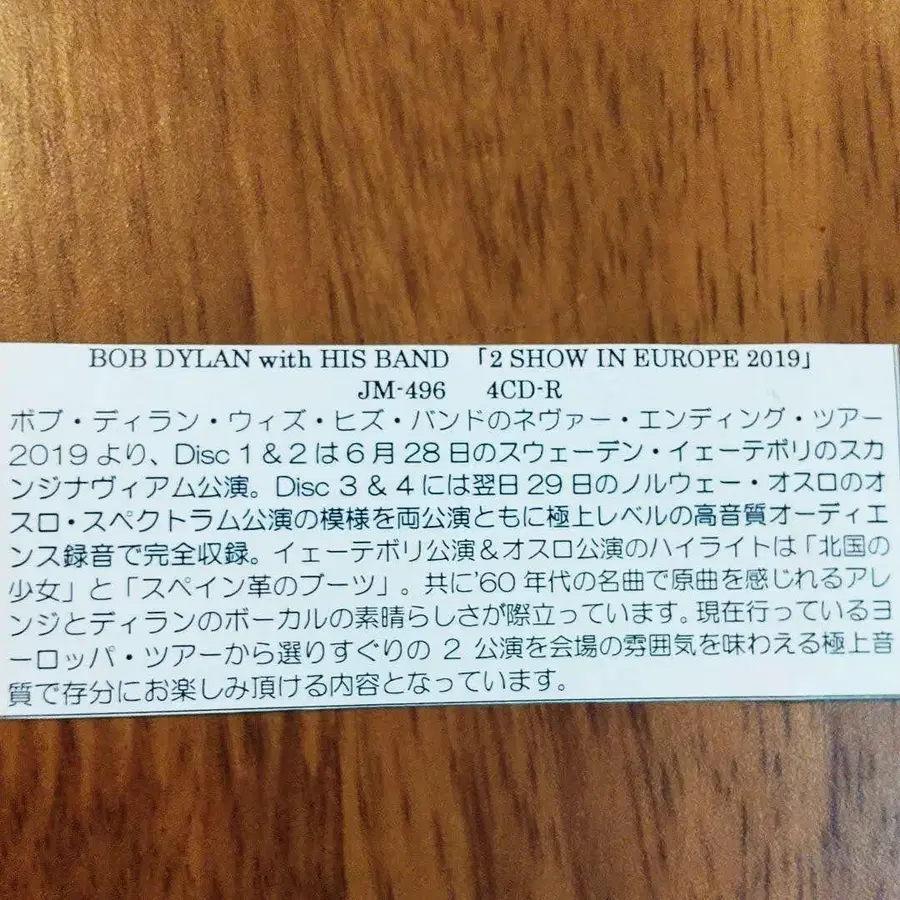 BOB DYLAN with HIS BAND 「2 SHOW IN EUROPE 2019」
JM-496 4CD-R
ボブ・ディラン・ウィズ・ヒズ・バンドのネヴァー・エンディング・ツアー
2019より、Disc 1&2は6月28日のスウェーデン・イェーテボリのスカ
ンジナヴィアム公演。Disc 3&4には翌日29日のノルウェー・オスロのオ
スロ・スペクトラム公演の模様を両公演ともに極上レベルの高音質オーディエ
ンス録音で完全収録。イェーテボリ公演&オスロ公演のハイライトは「北国の
少女」と「スペイン革のブーツ」。共に'60年代の名曲で原曲を感じれるアレ
ンジとディランのボーカルの素晴らしさが際立っています。現在行っているヨ
ーロッパ・ツアーから選りすぐりの2公演を会場の雰囲気を味わえる極上音
質で存分にお楽しみ頂ける内容となっています。